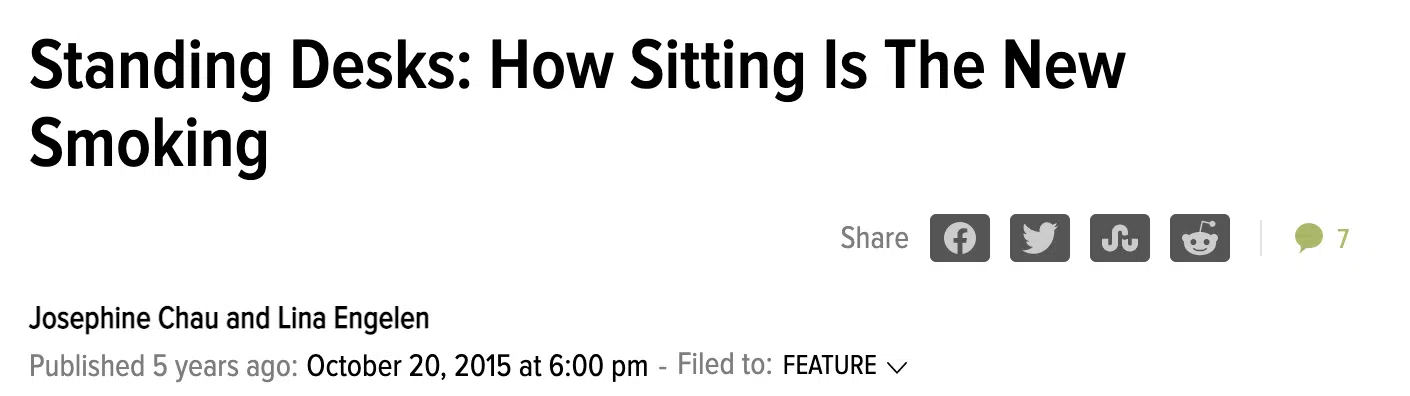 Standing Desks: How Sitting Is The New
Smoking
Share 7
Josephine Chau and Lina Engelen
Published 5 years ago: October 20, 2015 at 6:00 pm - Filed to: FEATURE